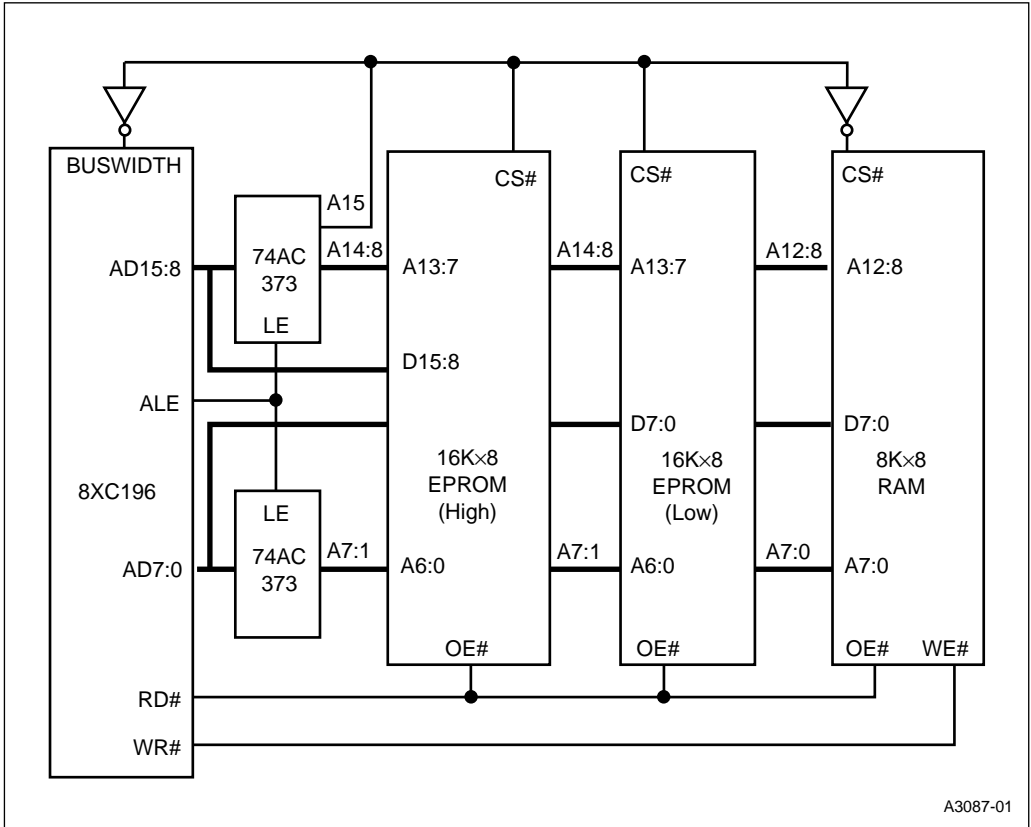 BUSWIDTH
CS#
CS#
CS#
A15
74AC
373
LE
AD15:8
A14:8
A13:7
A14:8
A13:7
A12:8
A12:8
D15:8
ALE
D7:0
D7:0
16K×8
EPROM
(High)
16K×8
EPROM
(Low)
8K×8
RAM
8XC196
LE
74AC
373
AD7:0
A7:1
A6:0
A7:1
A6:0
A7:0
A7:0
OE#
OE#
OE#
WE#
RD#
WR#
A3087-01